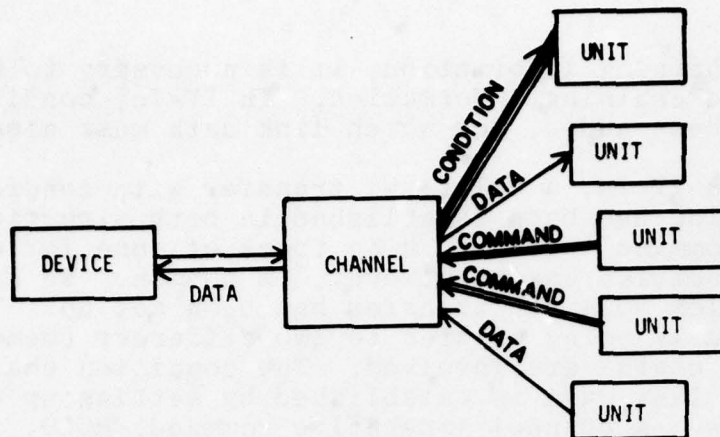 UNIT
CONDITION
UNIT
DATA
COMMAND
UNIT
DEVICE
CHANNEL
DATA
COMMAND
UNIT
DATA
UNIT